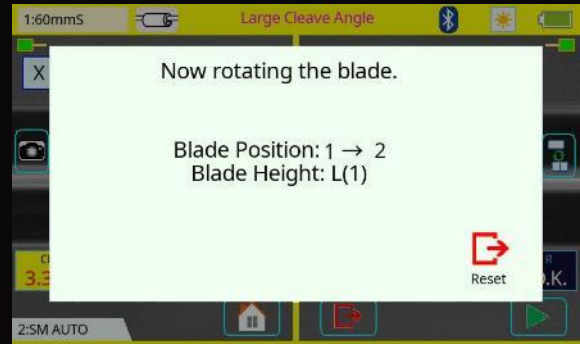 1:60mmS
Large Cleave Angle
X
Now rotating the blade.
Blade Position: 1 → 2
Blade Height: L(1)
Reset
R
.K.
2:SM AUTO